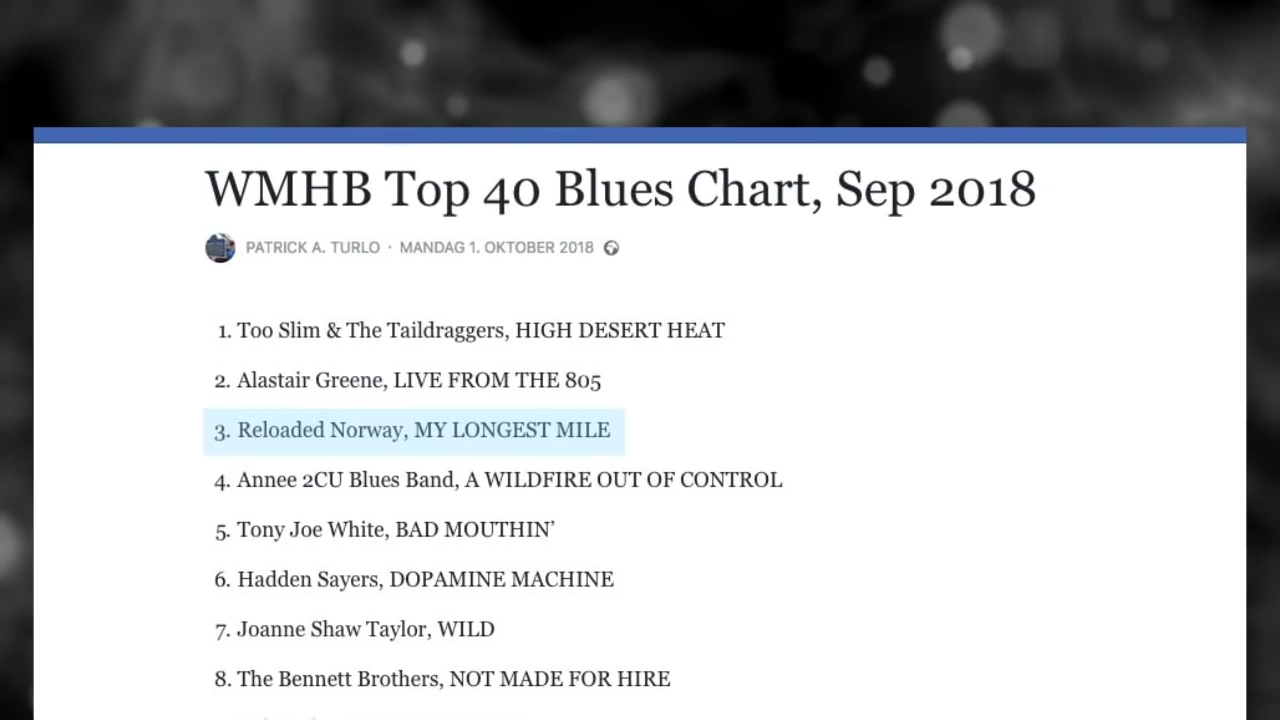 WMHB Top 40 Blues Chart, Sep 2018
PATRICK A. TURLO · MANDAG 1. OKTOBER 2018
1. Too Slim & The Taildraggers, HIGH DESERT HEAT
2. Alastair Greene, LIVE FROM THE 805
3. Reloaded Norway, MY LONGEST MILE
4. Annee 2CU Blues Band, A WILDFIRE OUT OF CONTROL
5. Tony Joe White, BAD MOUTHIN’
6. Hadden Sayers, DOPAMINE MACHINE
7. Joanne Shaw Taylor, WILD
8. The Bennett Brothers, NOT MADE FOR HIRE